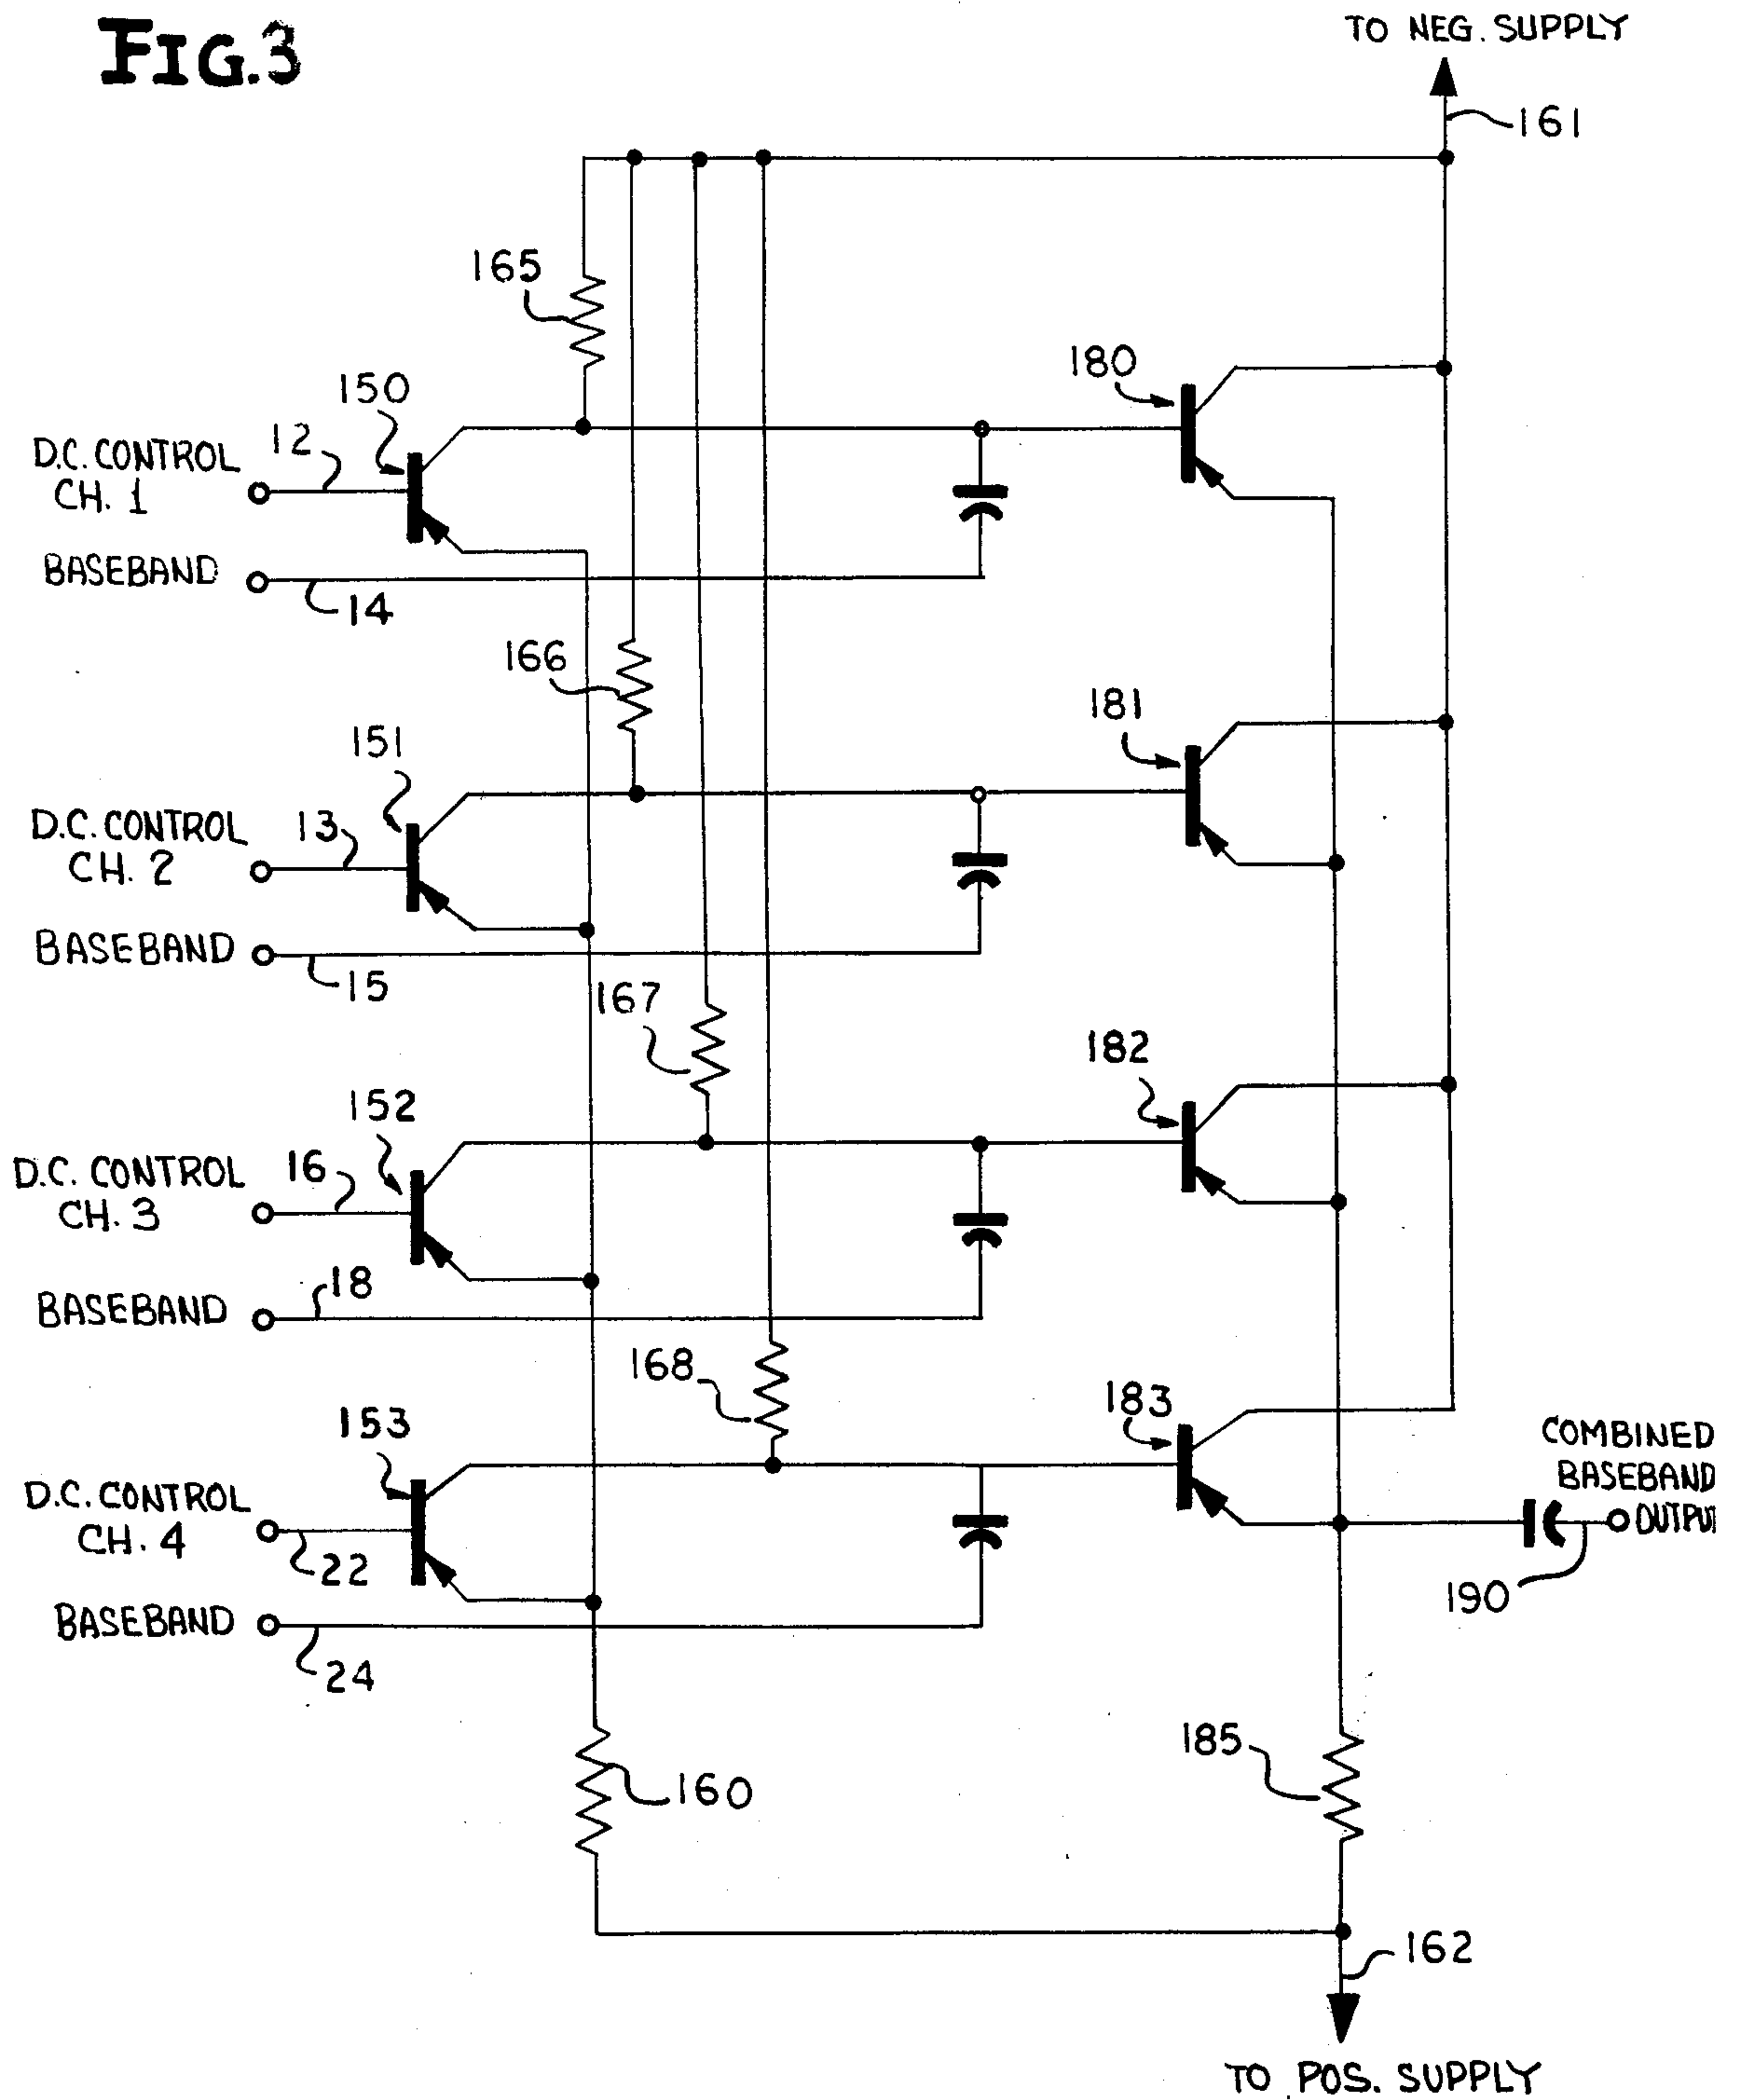 FIG.3
TO NEG. SUPPLY
161
165
180
150
12
D.C. CONTROL
CH. 1
BASEBAND
14
166
181
151
13
D.C. CONTROL
CH. 2
BASEBAND
15
167
182
152
16
D.C. CONTROL
CH. 3
18
BASEBAND
168
183
153
COMBINED
BASEBAND
OUTPUT
D.C. CONTROL
CH. 4
22
190
BASEBAND
24
185
160
162
TO POS. SUPPLY